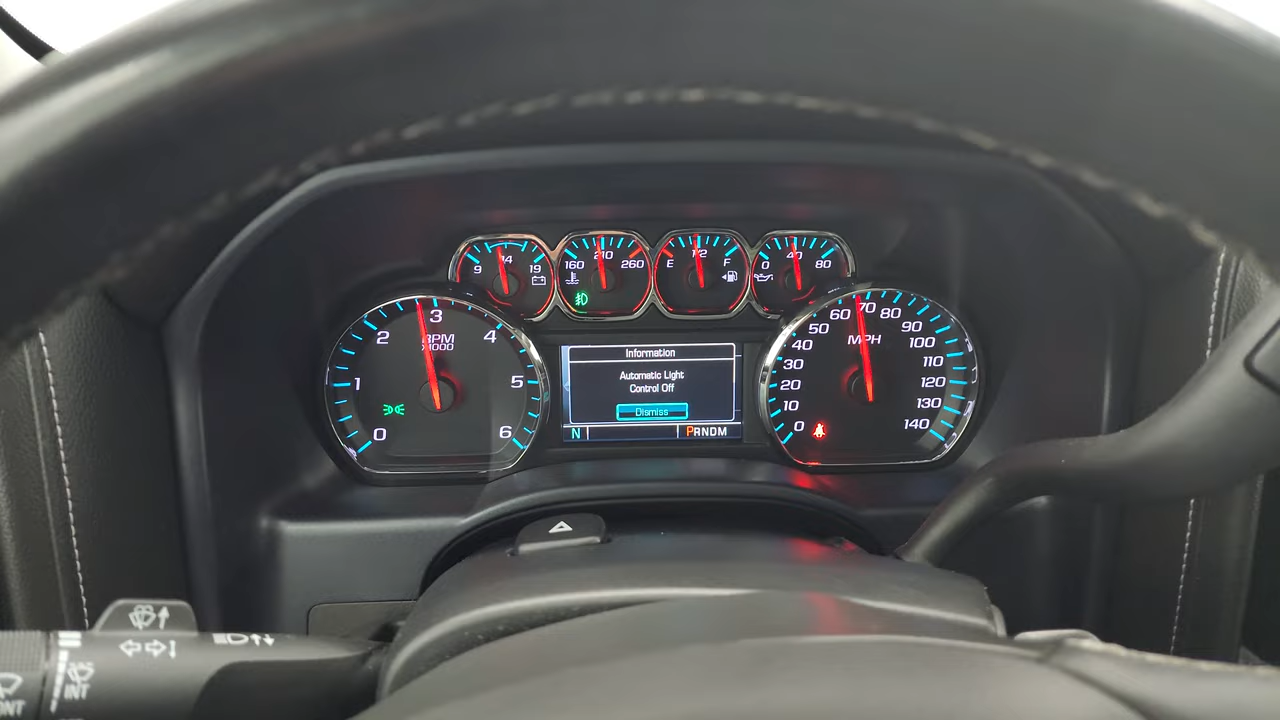 9 14 19
160 210 260
E 1/2 F
0 40 80
0 1 2 3 4 5 6
RPM
X1000
Information
Automatic Light
Control Off
Dismiss
N
PRNDM
0 10 20 30 40 50 60 70 80 90 100 110 120 130 140
MPH
INT